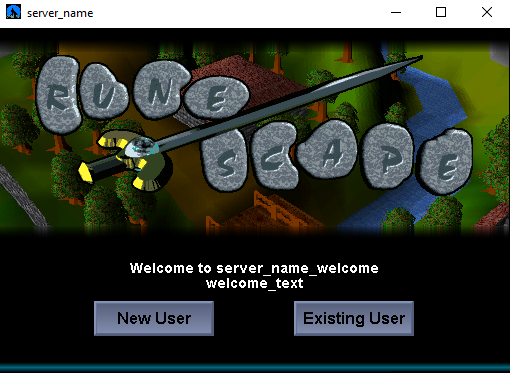 server_name
RUNE
SCAPE
Welcome to server_name_welcome
welcome_text
New User
Existing User